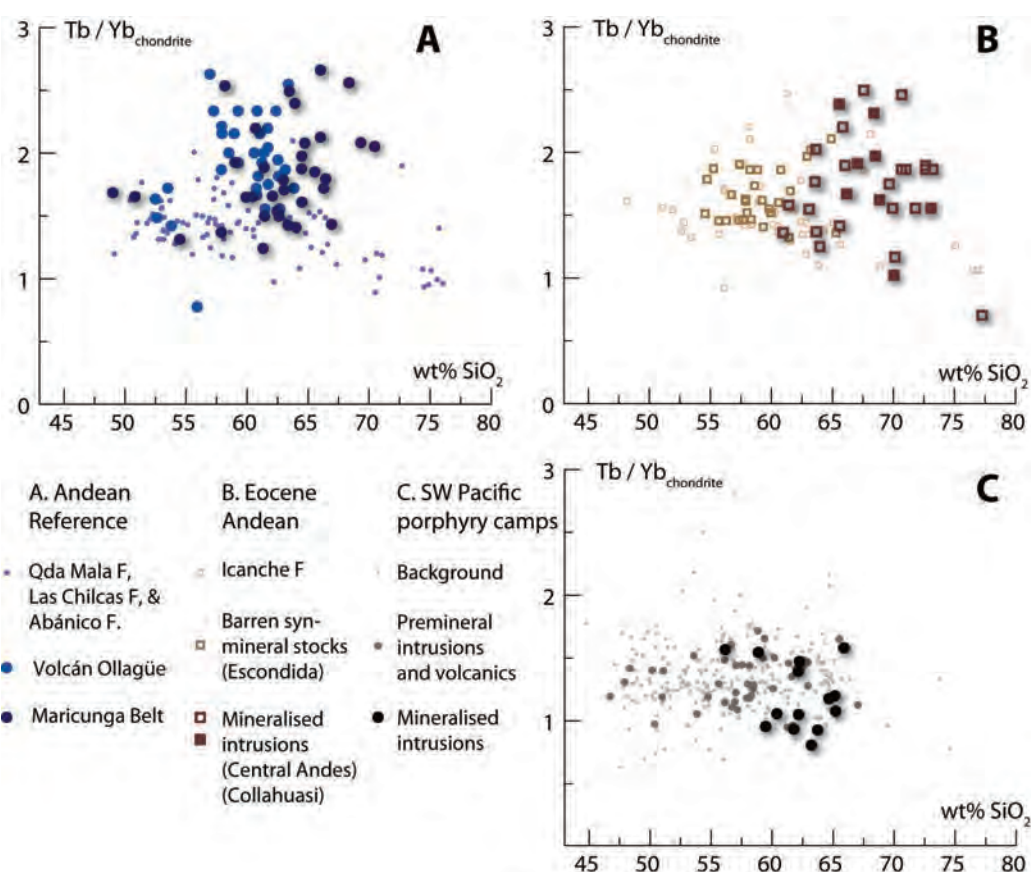 Tb / Yb chondrite
A
3
2
1
0
wt% SiO2
45 50 55 60 65 70 75 80
Tb / Yb chondrite
B
3
2
1
0
wt% SiO2
45 50 55 60 65 70 75 80
A. Andean
Reference
Qda Mala F,
Las Chilcas F, &
Abánico F.
Volcán Ollagüe
Maricunga Belt
B. Eocene
Andean
Icanche F
Barren syn-
mineral stocks
(Escondida)
Mineralised
intrusions
(Central Andes)
(Collahuasi)
C. SW Pacific
porphyry camps
Background
Premineral
intrusions
and volcanics
Mineralised
intrusions
Tb / Yb chondrite
C
3
2
1
wt% SiO2
45 50 55 60 65 70 75 80